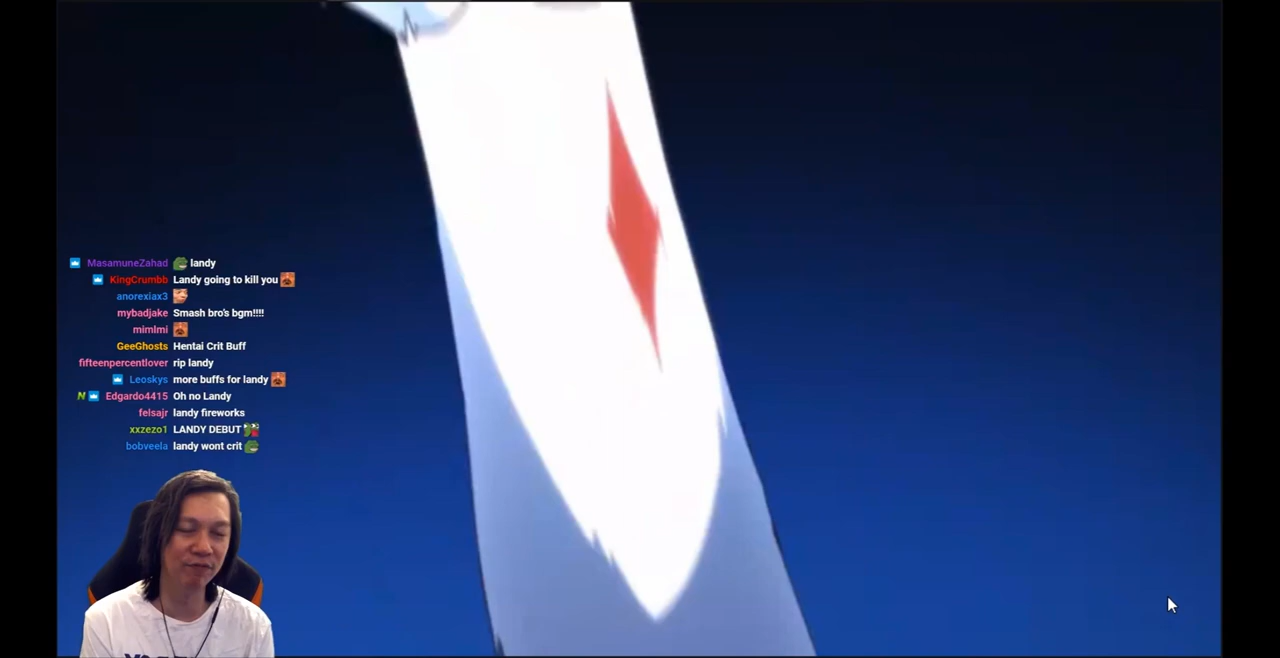 MasamuneZahad landy
KingCrumbb Landy going to kill you
anorexiax3
mybadjake Smash bro's bgm!!!!
mimlmi
GeeGhosts Hentai Crit Buff
fifteenpercentlover rip landy
Leoskys more buffs for landy
Edgardo4415 Oh no Landy
felsajr landy fireworks
xxzezo1 LANDY DEBUT
bobveela landy wont crit